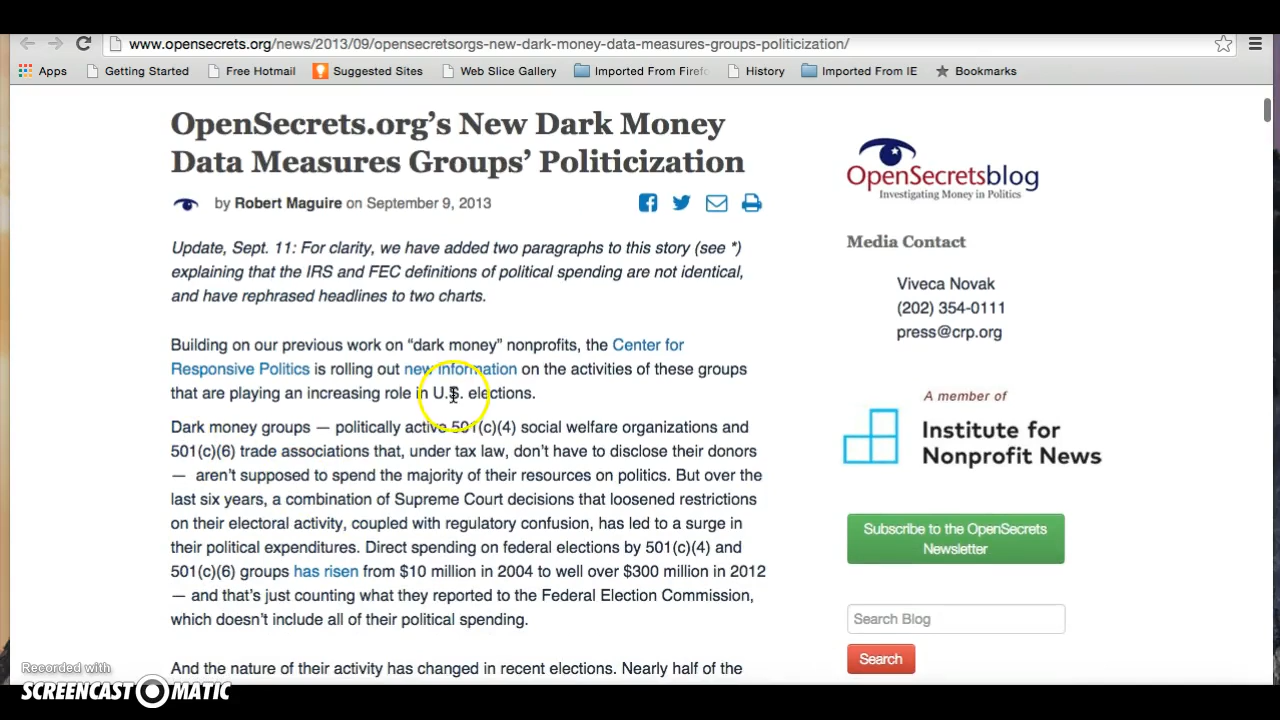 www.opensecrets.org/news/2013/09/opensecretsorgs-new-dark-money-data-measures-groups-politicization/
Apps Getting Started Free Hotmail Suggested Sites Web Slice Gallery Imported From Firefo History Imported From IE Bookmarks
OpenSecrets.org’s New Dark Money
Data Measures Groups’ Politicization
by Robert Maguire on September 9, 2013
Update, Sept. 11: For clarity, we have added two paragraphs to this story (see *)
explaining that the IRS and FEC definitions of political spending are not identical,
and have rephrased headlines to two charts.
Building on our previous work on “dark money” nonprofits, the Center for
Responsive Politics is rolling out new information on the activities of these groups
that are playing an increasing role in U.S. elections.
Dark money groups — politically active 501(c)(4) social welfare organizations and
501(c)(6) trade associations that, under tax law, don’t have to disclose their donors
— aren’t supposed to spend the majority of their resources on politics. But over the
last six years, a combination of Supreme Court decisions that loosened restrictions
on their electoral activity, coupled with regulatory confusion, has led to a surge in
their political expenditures. Direct spending on federal elections by 501(c)(4) and
501(c)(6) groups has risen from $10 million in 2004 to well over $300 million in 2012
— and that’s just counting what they reported to the Federal Election Commission,
which doesn’t include all of their political spending.
And the nature of their activity has changed in recent elections. Nearly half of the
OpenSecretsblog
Investigating Money in Politics
Media Contact
Viveca Novak
(202) 354-0111
press@crp.org
A member of
Institute for
Nonprofit News
Subscribe to the OpenSecrets
Newsletter
Search Blog
Search
Recorded with
SCREENCAST-O-MATIC